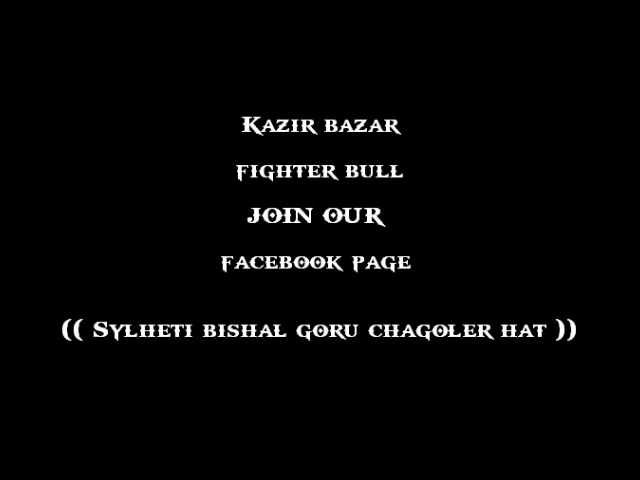 Kazir bazar
fighter bull
JOIN OUR
facebook page
(( Sylheti bishal goru chagoler hat ))